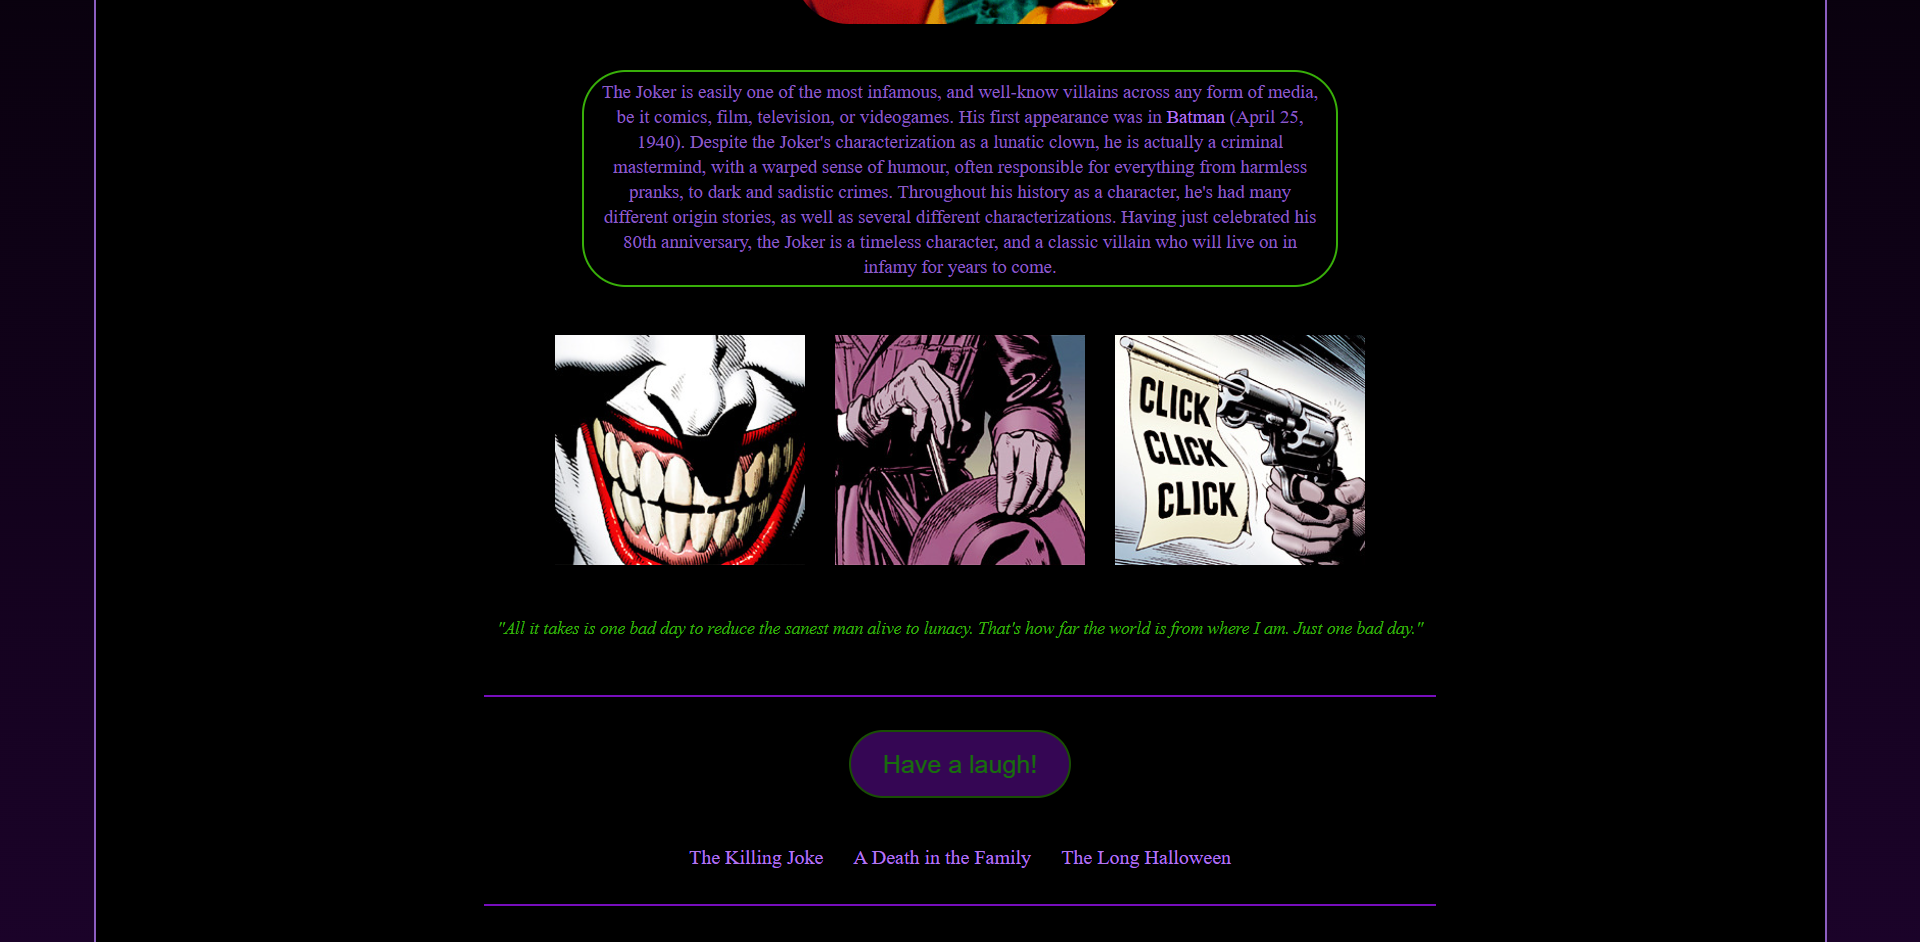 The Joker is easily one of the most infamous, and well-know villains across any form of media,
be it comics, film, television, or videogames. His first appearance was in Batman (April 25,
1940). Despite the Joker's characterization as a lunatic clown, he is actually a criminal
mastermind, with a warped sense of humour, often responsible for everything from harmless
pranks, to dark and sadistic crimes. Throughout his history as a character, he's had many
different origin stories, as well as several different characterizations. Having just celebrated his
80th anniversary, the Joker is a timeless character, and a classic villain who will live on in
infamy for years to come.
CLICK
CLICK
CLICK
"All it takes is one bad day to reduce the sanest man alive to lunacy. That's how far the world is from where I am. Just one bad day."
Have a laugh!
The Killing Joke A Death in the Family The Long Halloween